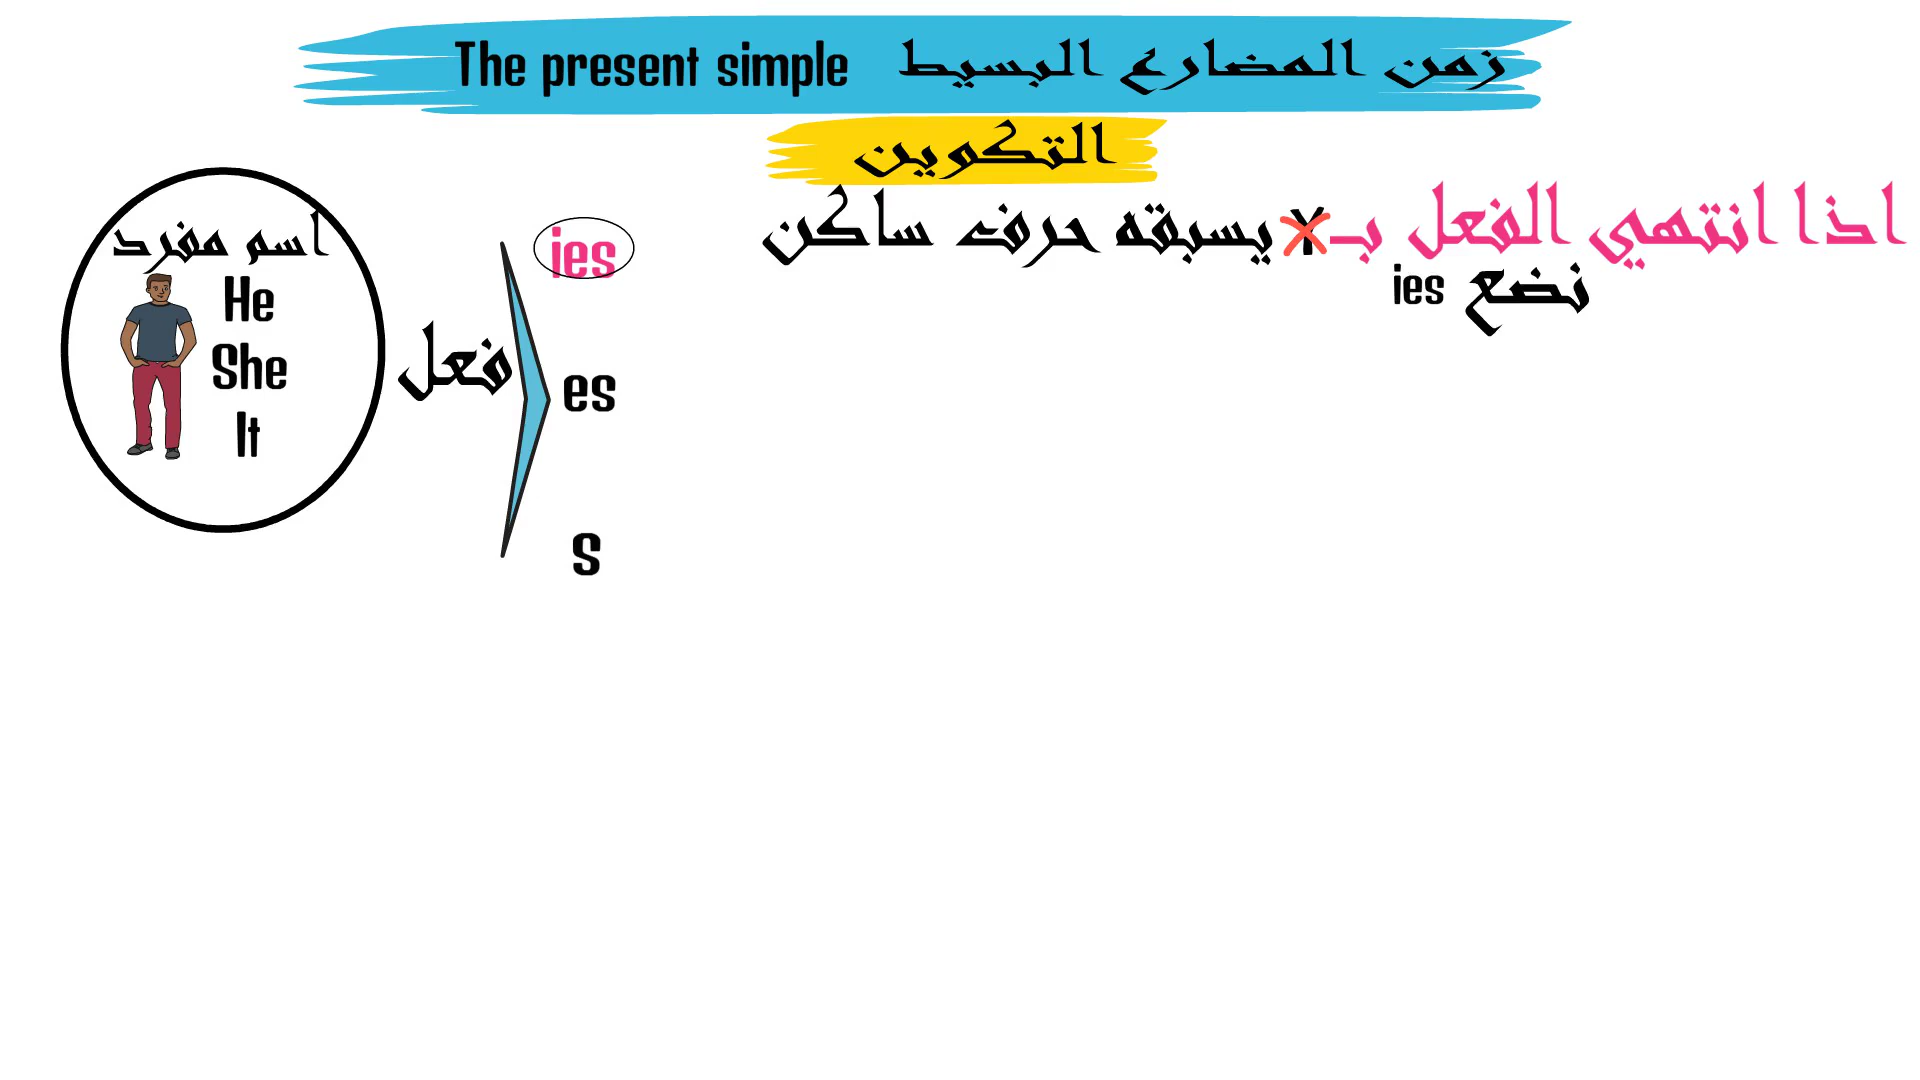 The present simple زمن المضارع البسيط
التكوين
اذا انتهي الفعل بـ y يسبقه حرف ساكن
نضع ies
اسم مفرد
He
She
It
فعل
ies
es
s